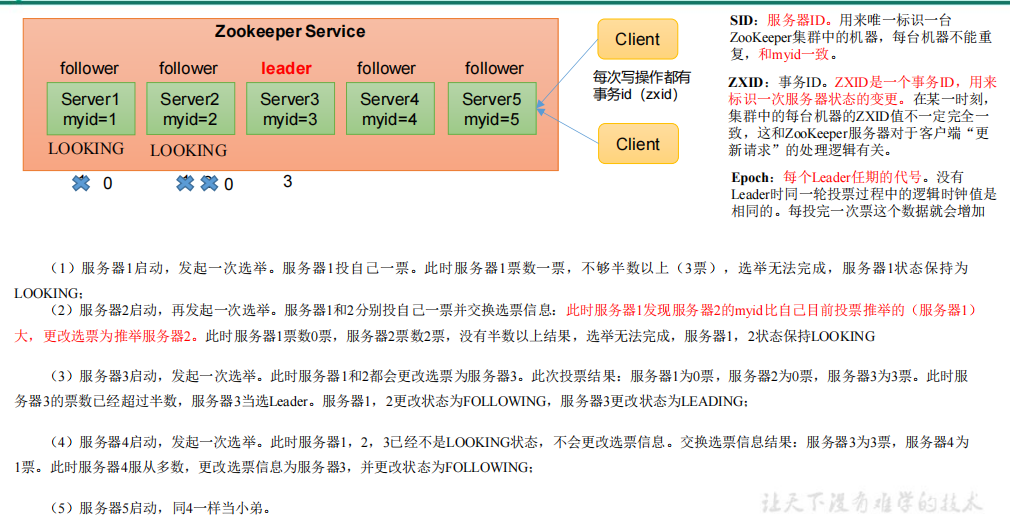 Zookeeper Service
follower follower leader follower follower
Server1 Server2 Server3 Server4 Server5
myid=1 myid=2 myid=3 myid=4 myid=5
LOOKING LOOKING
0 0 3
Client
每次写操作都有
事务id（zxid）
Client
SID：服务器ID。用来唯一标识一台
ZooKeeper集群中的机器，每台机器不能重
复，和myid一致。
ZXID：事务ID。ZXID是一个事务ID，用来
标识一次服务器状态的变更。在某一时刻，
集群中的每台机器的ZXID值不一定完全一
致，这和ZooKeeper服务器对于客户端“更
新请求”的处理逻辑有关。
Epoch：每个Leader任期的代号。没有
Leader时同一轮投票过程中的逻辑时钟值是
相同的。每投完一次票这个数据就会增加
（1）服务器1启动，发起一次选举。服务器1投自己一票。此时服务器1票数一票，不够半数以上（3票），选举无法完成，服务器1状态保持为
LOOKING；
（2）服务器2启动，再发起一次选举。服务器1和2分别投自己一票并交换选票信息：此时服务器1发现服务器2的myid比自己目前投票推举的（服务器1）
大，更改选票为推举服务器2。此时服务器1票数0票，服务器2票数2票，没有半数以上结果，选举无法完成，服务器1，2状态保持LOOKING
（3）服务器3启动，发起一次选举。此时服务器1和2都会更改选票为服务器3。此次投票结果：服务器1为0票，服务器2为0票，服务器3为3票。此时服
务器3的票数已经超过半数，服务器3当选Leader。服务器1，2更改状态为FOLLOWING，服务器3更改状态为LEADING；
（4）服务器4启动，发起一次选举。此时服务器1，2，3已经不是LOOKING状态，不会更改选票信息。交换选票信息结果：服务器3为3票，服务器4为
1票。此时服务器4服从多数，更改选票信息为服务器3，并更改状态为FOLLOWING；
（5）服务器5启动，同4一样当小弟。
让天下没有难学的技术